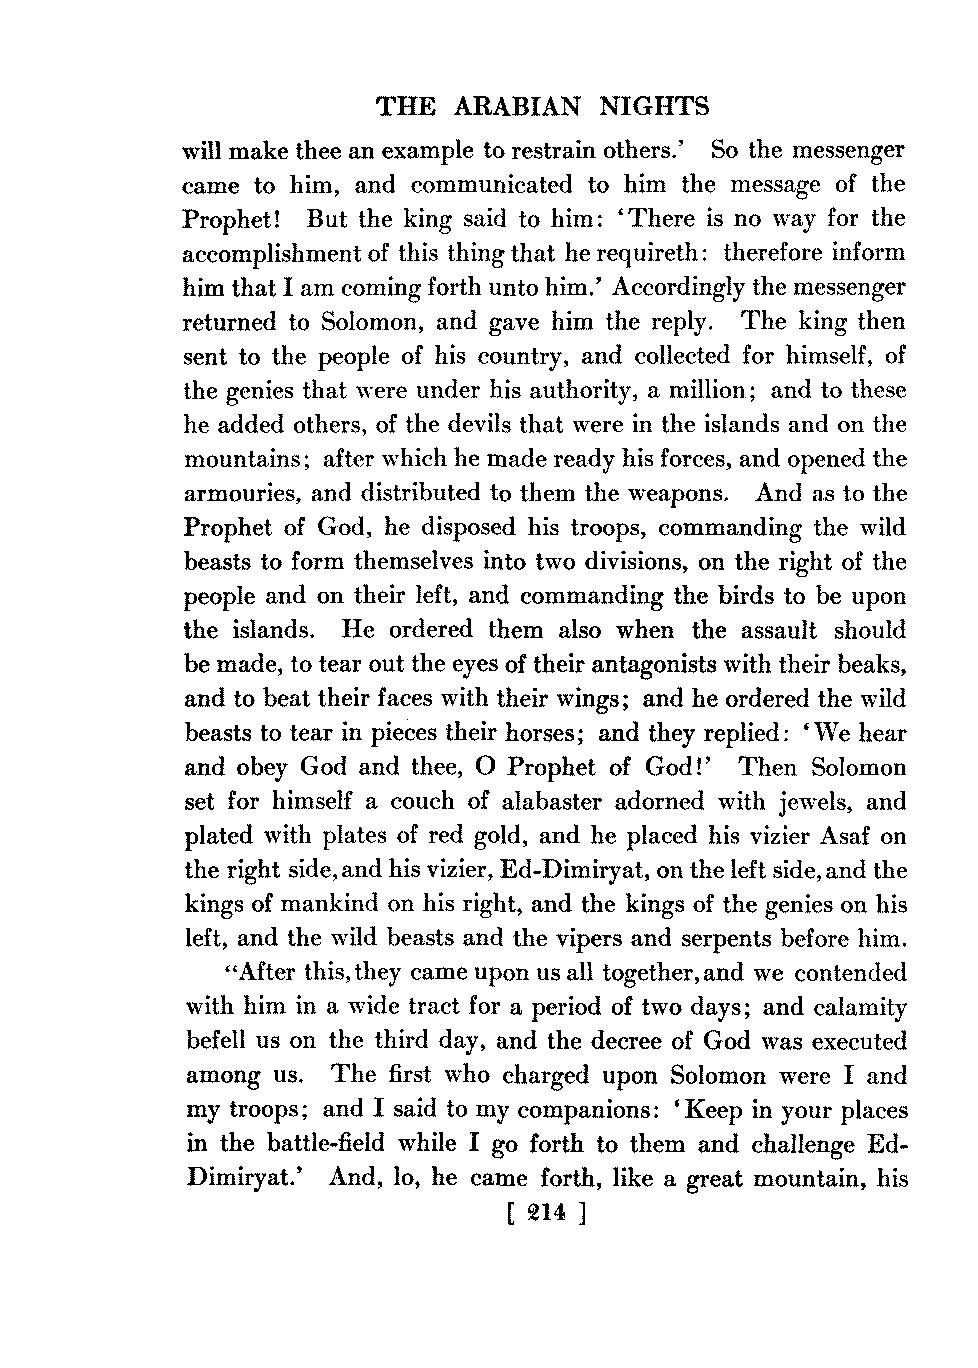 THE ARABIAN NIGHTS
will make thee an example to restrain others.' So the messenger
came to him, and communicated to him the message of the
Prophet! But the king said to him: 'There is no way for the
accomplishment of this thing that he requireth: therefore inform
him that I am coming forth unto him.' Accordingly the messenger
returned to Solomon, and gave him the reply. The king then
sent to the people of his country, and collected for himself, of
the genies that were under his authority, a million; and to these
he added others, of the devils that were in the islands and on the
mountains; after which he made ready his forces, and opened the
armouries, and distributed to them the weapons. And as to the
Prophet of God, he disposed his troops, commanding the wild
beasts to form themselves into two divisions, on the right of the
people and on their left, and commanding the birds to be upon
the islands. He ordered them also when the assault should
be made, to tear out the eyes of their antagonists with their beaks,
and to beat their faces with their wings; and he ordered the wild
beasts to tear in pieces their horses; and they replied: 'We hear
and obey God and thee, O Prophet of God!' Then Solomon
set for himself a couch of alabaster adorned with jewels, and
plated with plates of red gold, and he placed his vizier Asaf on
the right side, and his vizier, Ed-Dimiryat, on the left side, and the
kings of mankind on his right, and the kings of the genies on his
left, and the wild beasts and the vipers and serpents before him.
"After this, they came upon us all together, and we contended
with him in a wide tract for a period of two days; and calamity
befell us on the third day, and the decree of God was executed
among us. The first who charged upon Solomon were I and
my troops; and I said to my companions: 'Keep in your places
in the battle-field while I go forth to them and challenge Ed-
Dimiryat.' And, lo, he came forth, like a great mountain, his
[ 214 ]